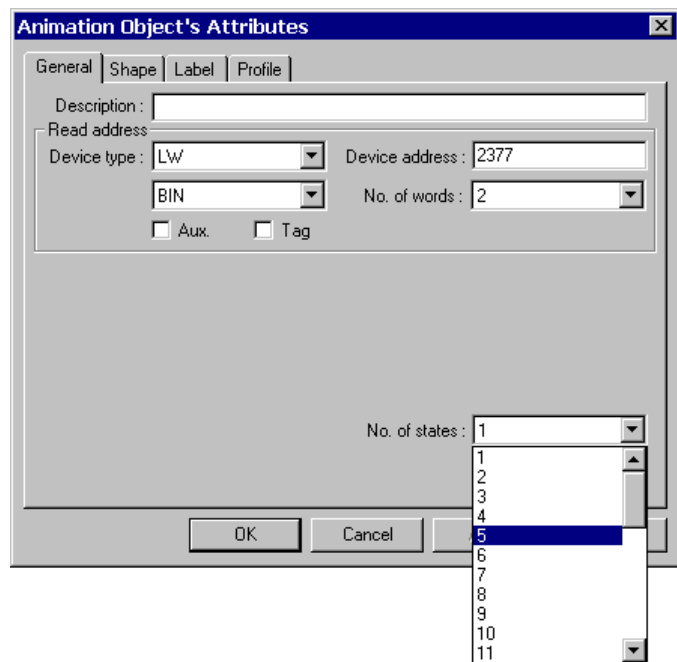 Animation Object's Attributes
General Shape Label Profile
Description :
Read address
Device type : LW Device address : 2377
BIN No. of words : 2
Aux. Tag
No. of states : 1
1
2
3
4
5
6
7
8
9
10
11
OK Cancel